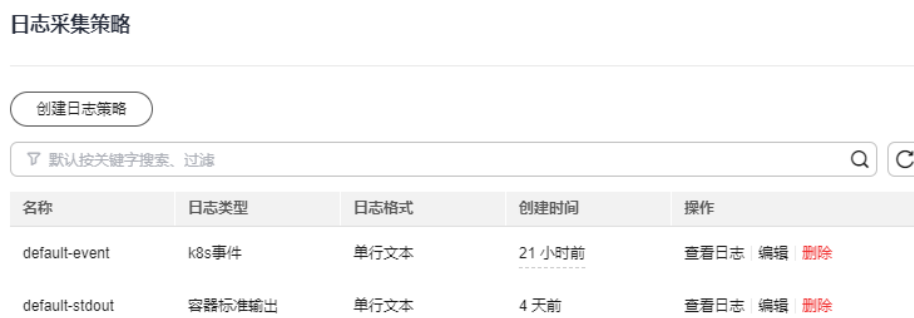 日志采集策略
创建日志策略
默认按关键字搜索、过滤
名称 日志类型 日志格式 创建时间 操作
default-event k8s事件 单行文本 21 小时前 查看日志 编辑 删除
default-stdout 容器标准输出 单行文本 4 天前 查看日志 编辑 删除